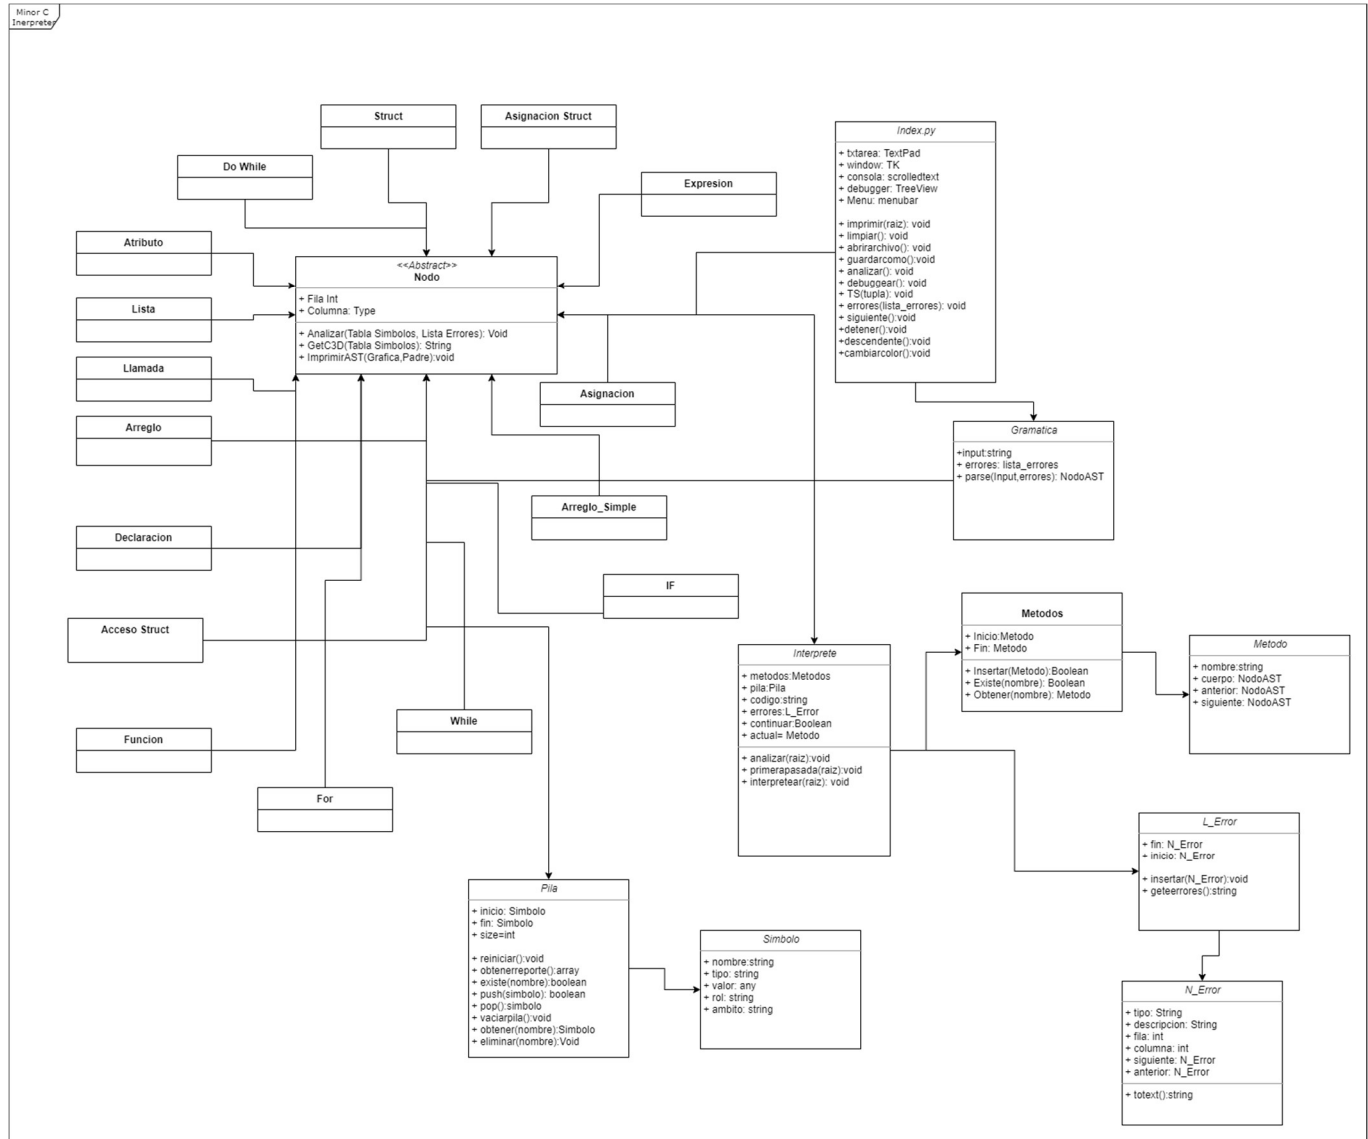 Minor C
Inerpreter
Struct
Asignacion Struct
Do While
Expresion
Atributo
Lista
Llamada
Arreglo
Declaracion
Acceso Struct
Funcion
For
While
IF
Arreglo_Simple
Asignacion
<<Abstract>>
Nodo
+ Fila Int
+ Columna: Type
+ Analizar(Tabla Simbolos, Lista Errores): Void
+ GetC3D(Tabla Simbolos): String
+ ImprimirAST(Grafica,Padre):void
Index.py
+ txtarea: TextPad
+ window: TK
+ consola: scrolledtext
+ debugger: TreeView
+ Menu: menubar
+ imprimir(raiz): void
+ limpiar(): void
+ abrirarchivo(): void
+ guardarcomo():void
+ analizar(): void
+ debuggear(): void
+ TS(tupla): void
+ errores(lista_errores): void
+ siguiente():void
+detener():void
+descendente():void
+cambiarcolor():void
Gramatica
+input:string
+ errores: lista_errores
+ parse(Input,errores): NodoAST
Interprete
+ metodos:Metodos
+ pila:Pila
+ codigo:string
+ errores:L_Error
+ continuar:Boolean
+ actual= Metodo
+ analizar(raiz):void
+ primerapasada(raiz):void
+ interpretear(raiz): void
Metodos
+ Inicio:Metodo
+ Fin: Metodo
+ Insertar(Metodo):Boolean
+ Existe(nombre): Boolean
+ Obtener(nombre): Metodo
Metodo
+ nombre:string
+ cuerpo: NodoAST
+ anterior: NodoAST
+ siguiente: NodoAST
L_Error
+ fin: N_Error
+ inicio: N_Error
+ insertar(N_Error):void
+ geteerrores():string
N_Error
+ tipo: String
+ descripcion: String
+ fila: int
+ columna: int
+ siguiente: N_Error
+ anterior: N_Error
+ totext():string
Pila
+ inicio: Simbolo
+ fin: Simbolo
+ size=int
+ reiniciar():void
+ obtenerreporte():array
+ existe(nombre):boolean
+ push(simbolo): boolean
+ pop():simbolo
+ vaciarpila():void
+ obtener(nombre):Simbolo
+ eliminar(nombre):Void
Simbolo
+ nombre:string
+ tipo: string
+ valor: any
+ rol: string
+ ambito: string